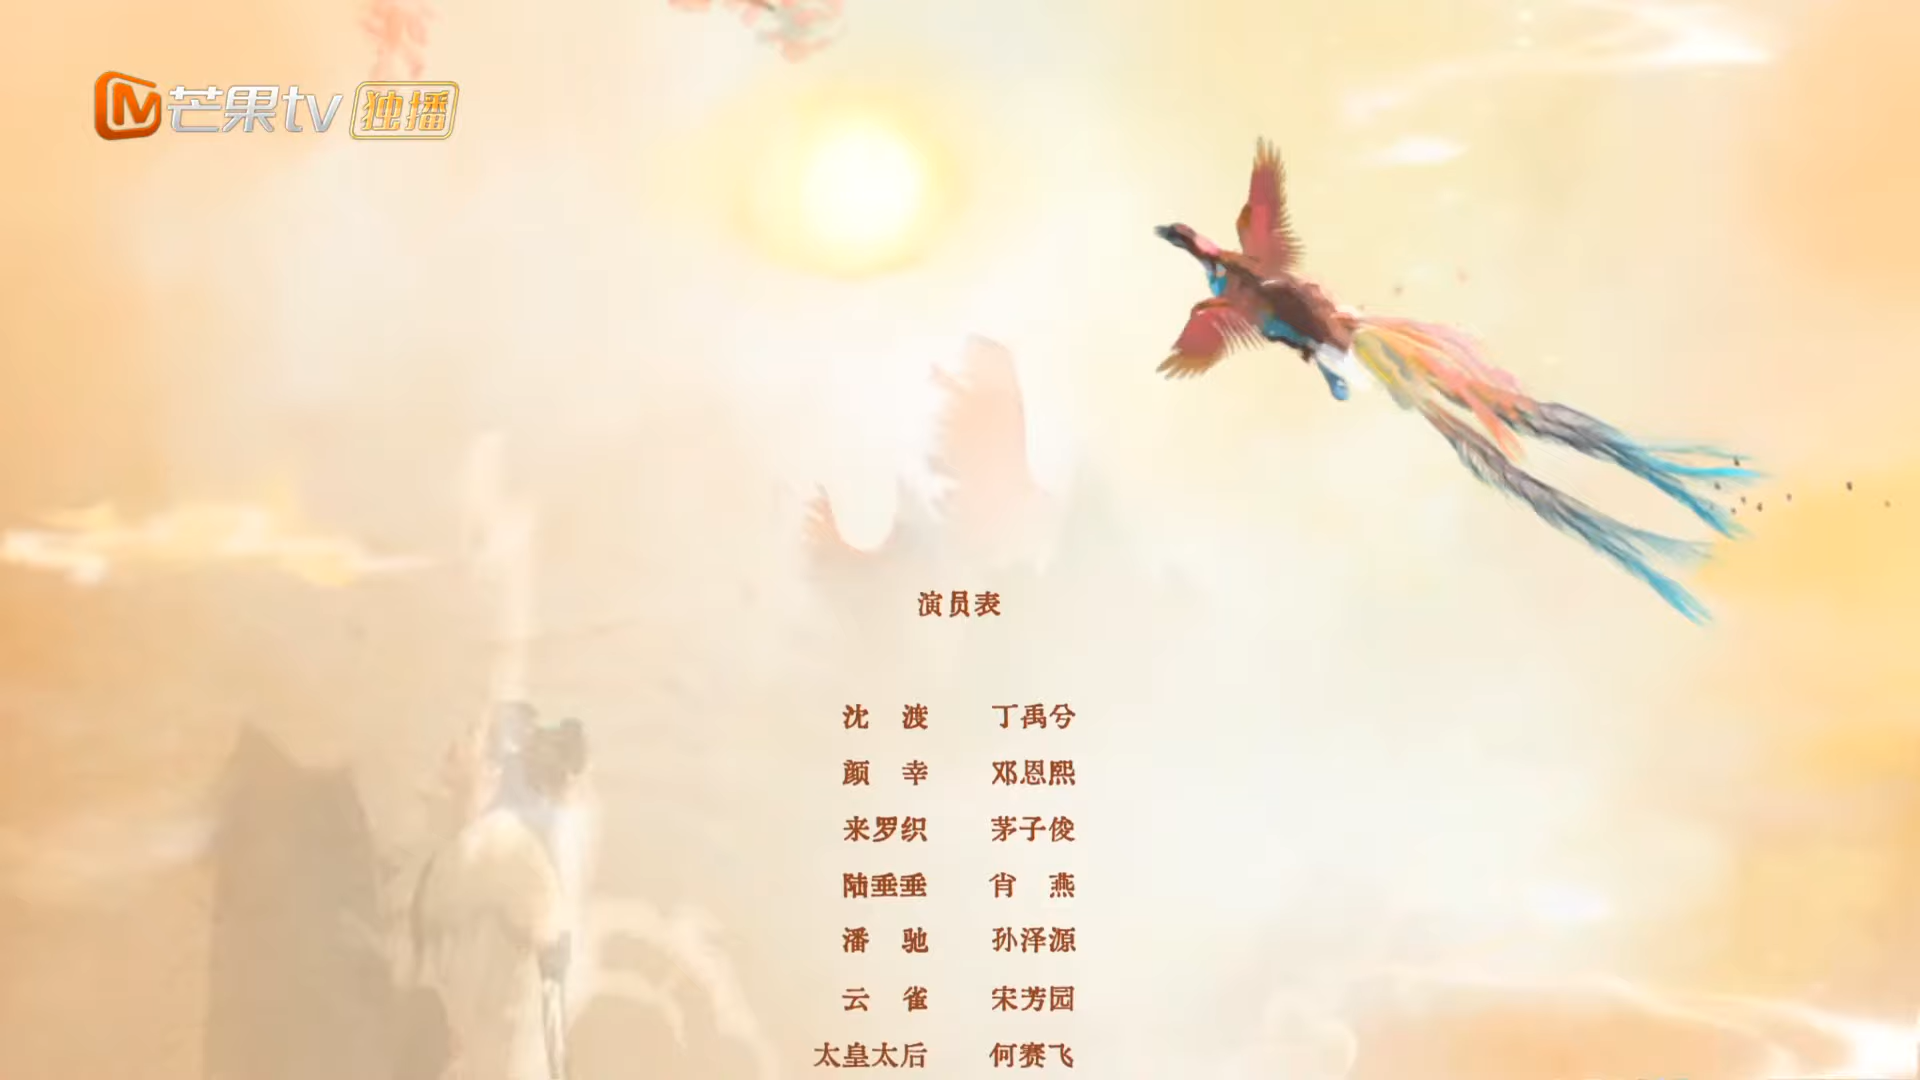 芒果tv 独播
演员表
沈渡 丁禹兮
颜幸 邓恩熙
来罗织 茅子俊
陆垂垂 肖燕
潘驰 孙泽源
云雀 宋芳园
太皇太后 何赛飞